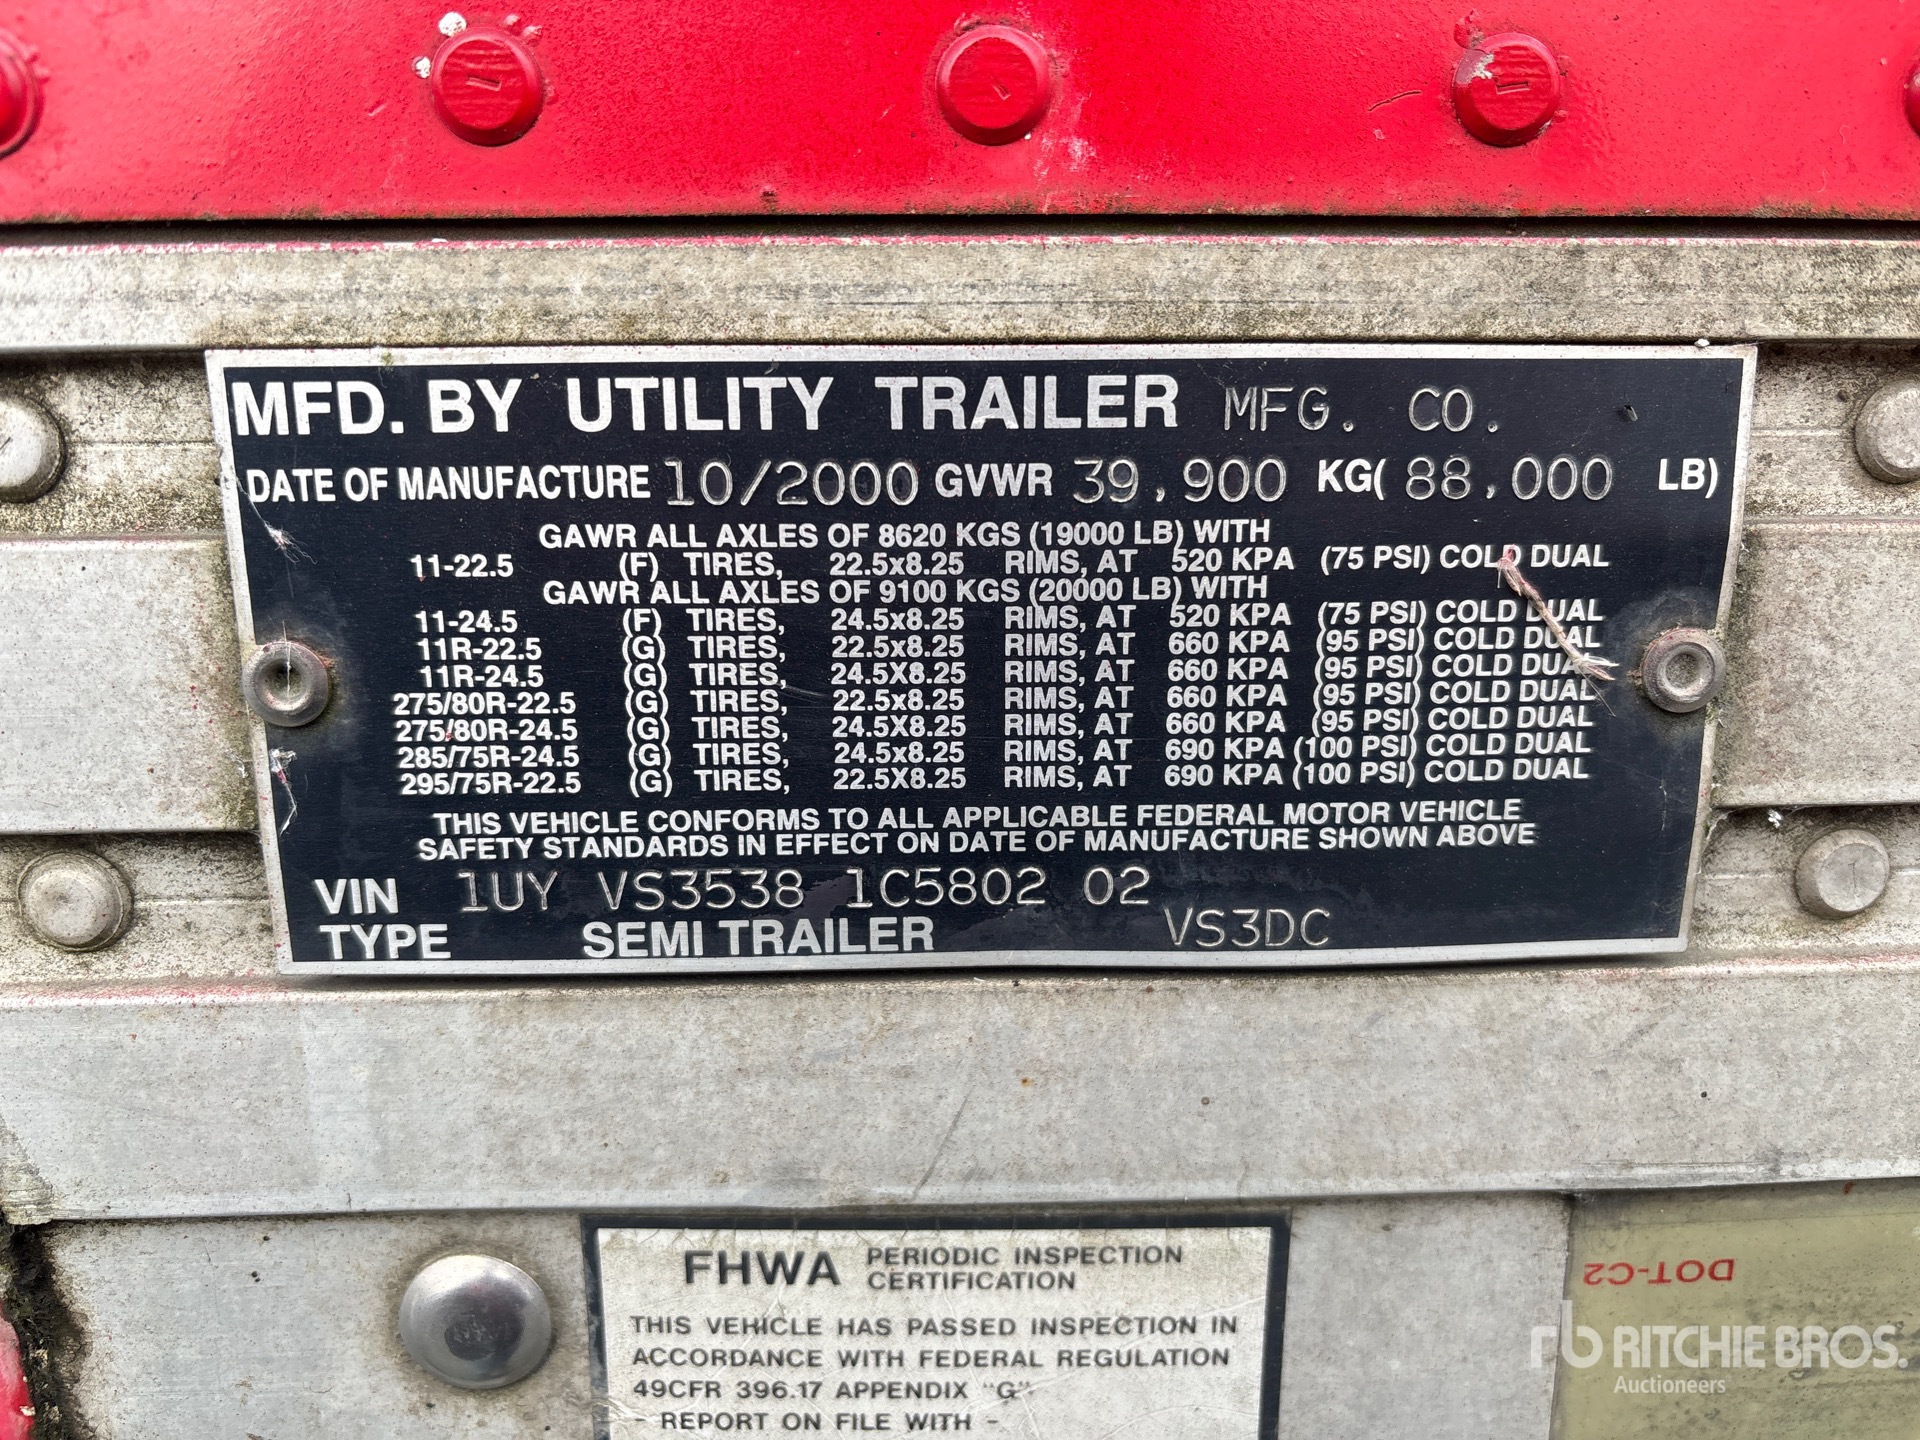 MFD. BY UTILITY TRAILER MFG. CO.
DATE OF MANUFACTURE 10/2000 GVWR 39,900 KG( 88,000 LB)
GAWR ALL AXLES OF 8620 KGS (19000 LB) WITH
11-22.5 (F) TIRES, 22.5x8.25 RIMS, AT 520 KPA (75 PSI) COLD DUAL
GAWR ALL AXLES OF 9100 KGS (20000 LB) WITH
11-24.5 (F) TIRES, 24.5x8.25 RIMS, AT 520 KPA (75 PSI) COLD DUAL
11R-22.5 (G) TIRES, 22.5x8.25 RIMS, AT 660 KPA (95 PSI) COLD DUAL
11R-24.5 (G) TIRES, 24.5X8.25 RIMS, AT 660 KPA (95 PSI) COLD DUAL
275/80R-22.5 (G) TIRES, 22.5x8.25 RIMS, AT 660 KPA (95 PSI) COLD DUAL
275/80R-24.5 (G) TIRES, 24.5X8.25 RIMS, AT 660 KPA (95 PSI) COLD DUAL
285/75R-24.5 (G) TIRES, 24.5x8.25 RIMS, AT 690 KPA (100 PSI) COLD DUAL
295/75R-22.5 (G) TIRES, 22.5X8.25 RIMS, AT 690 KPA (100 PSI) COLD DUAL
THIS VEHICLE CONFORMS TO ALL APPLICABLE FEDERAL MOTOR VEHICLE
SAFETY STANDARDS IN EFFECT ON DATE OF MANUFACTURE SHOWN ABOVE
VIN 1UY VS3538 1C5802 02
TYPE SEMI TRAILER VS3DC
FHWA PERIODIC INSPECTION
CERTIFICATION
THIS VEHICLE HAS PASSED INSPECTION IN
ACCORDANCE WITH FEDERAL REGULATION
49CFR 396.17 APPENDIX "G"
- REPORT ON FILE WITH -
DOT-C2
rb RITCHIE BROS.
Auctioneers